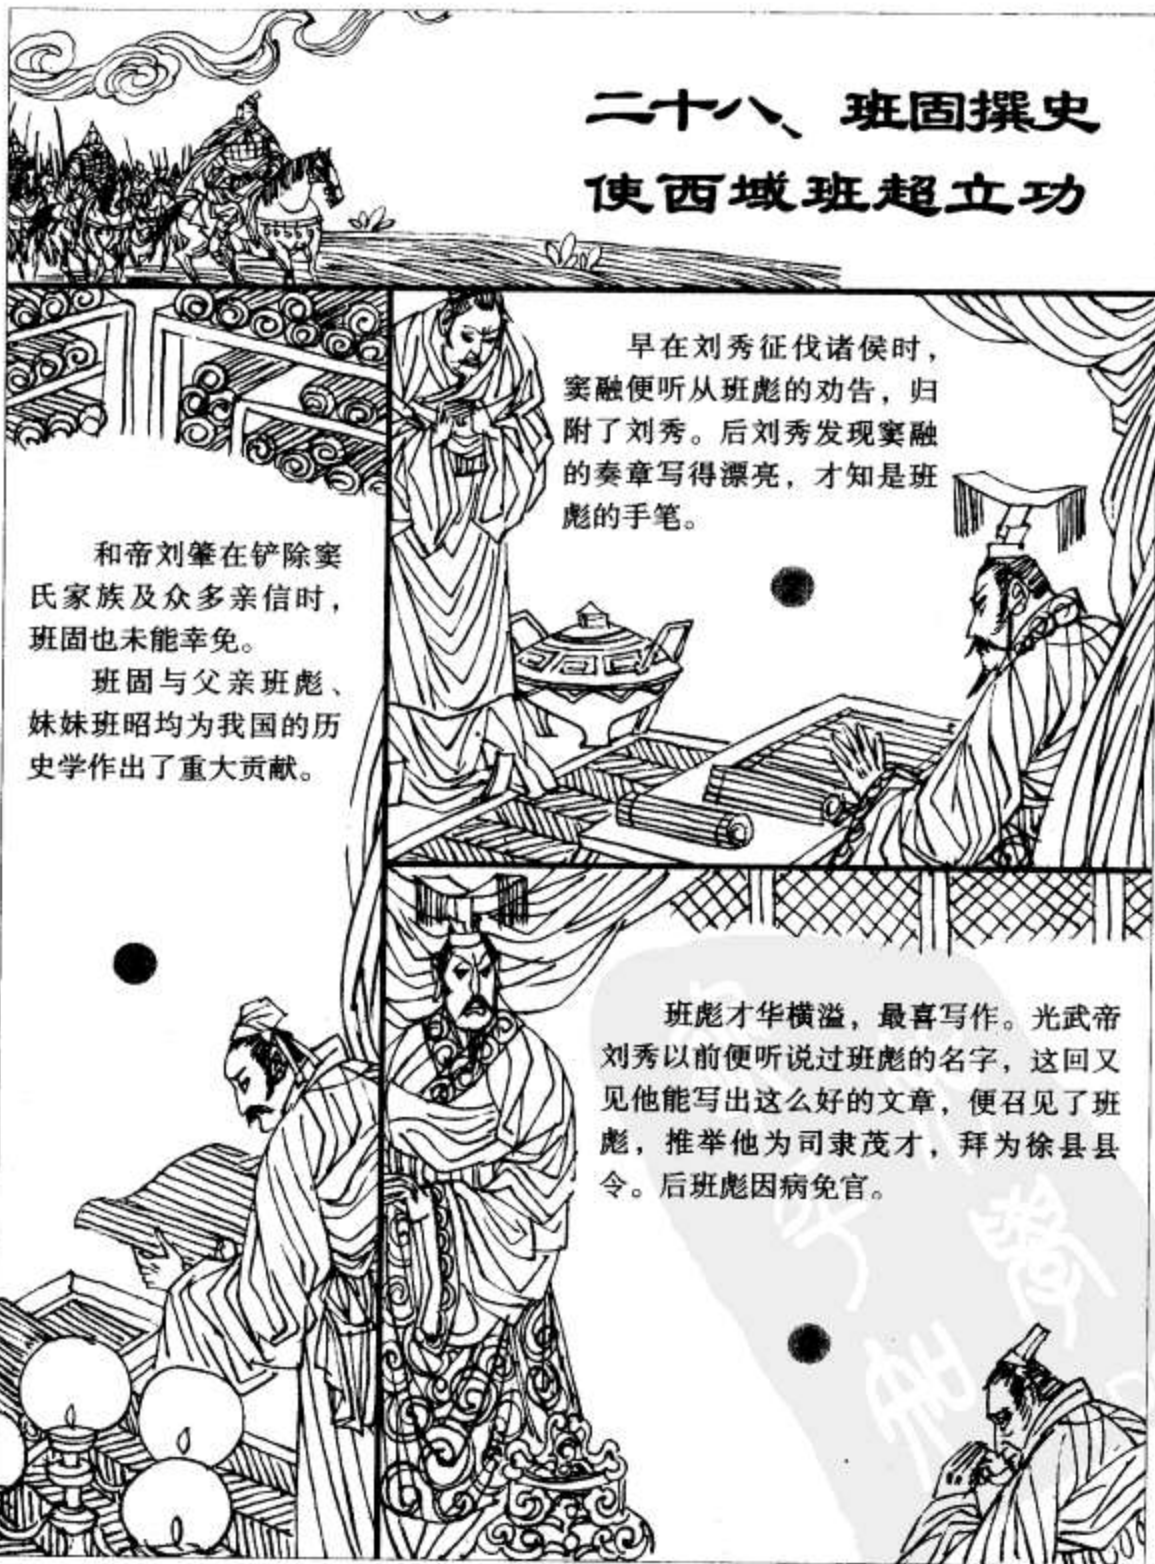 二十八、班固撰史
使西域班超立功
和帝刘肇在铲除窦
氏家族及众多亲信时，
班固也未能幸免。
班固与父亲班彪、
妹妹班昭均为我国的历
史学作出了重大贡献。
早在刘秀征伐诸侯时，
窦融便听从班彪的劝告，归
附了刘秀。后刘秀发现窦融
的奏章写得漂亮，才知是班
彪的手笔。
班彪才华横溢，最喜写作。光武帝
刘秀以前便听说过班彪的名字，这回又
见他能写出这么好的文章，便召见了班
彪，推举他为司隶茂才，拜为徐县县
令。后班彪因病免官。